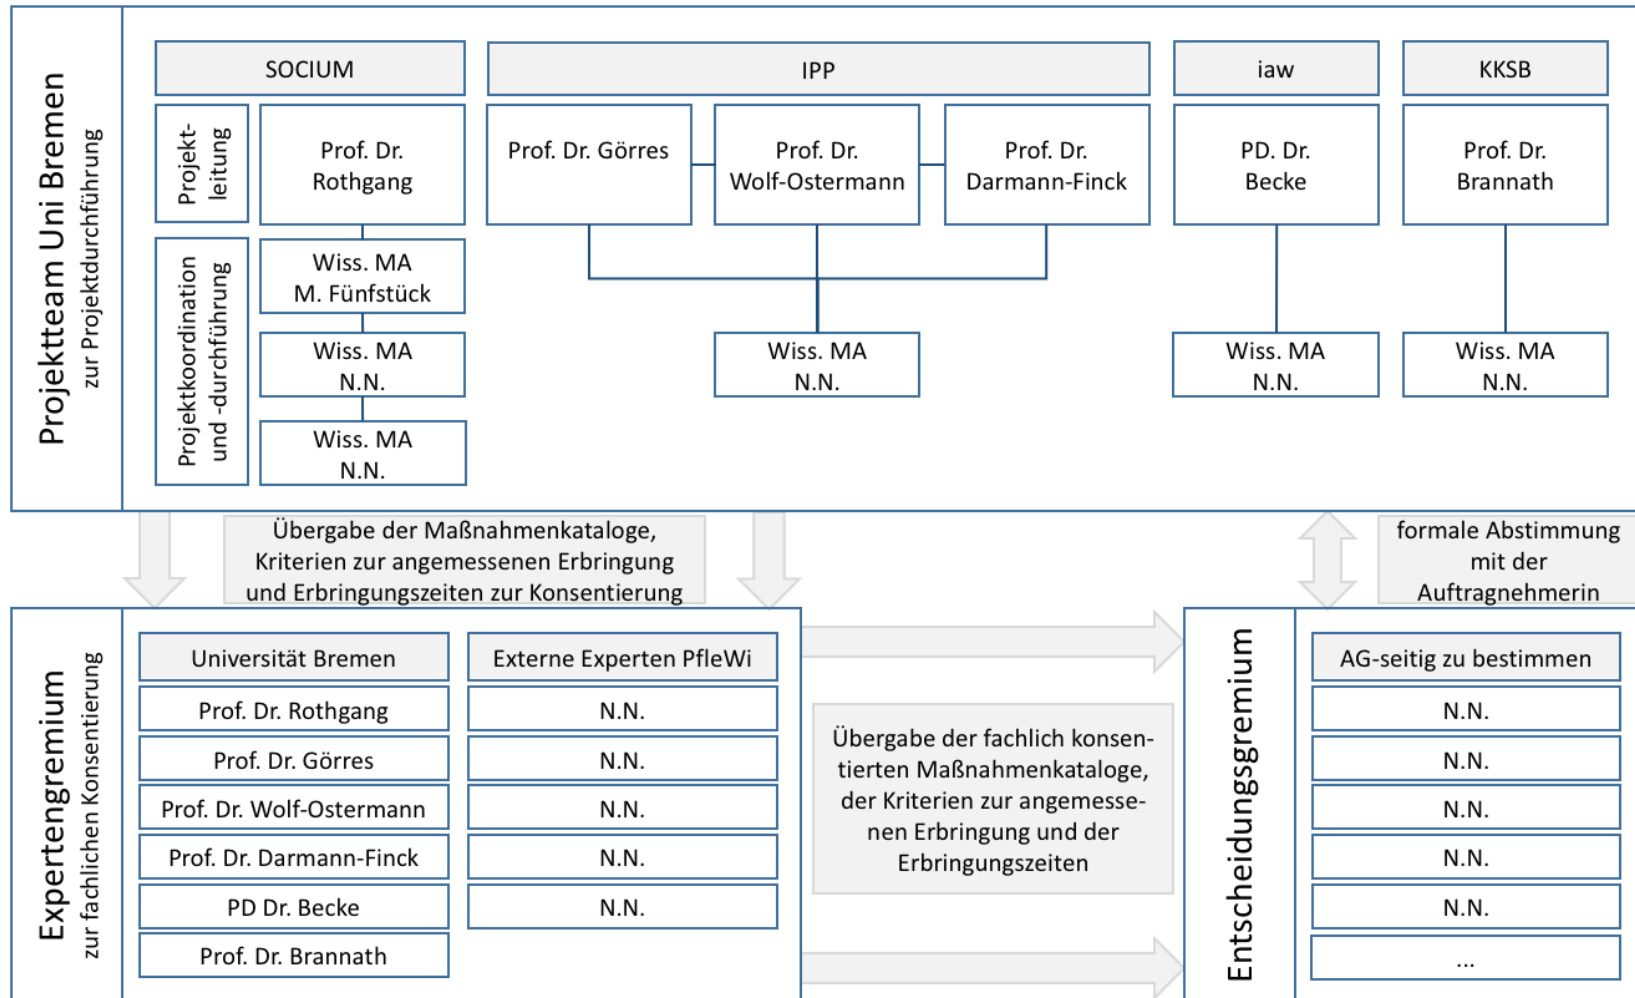 Projektteam Uni Bremen
zur Projektdurchführung
SOCIUM
IPP
iaw
KKSB
Projekt-
leitung
Prof. Dr.
Rothgang
Prof. Dr. Görres
Prof. Dr.
Wolf-Ostermann
Prof. Dr.
Darmann-Finck
PD. Dr.
Becke
Prof. Dr.
Brannath
Projektkoordination
und -durchführung
Wiss. MA
M. Fünfstück
Wiss. MA
N.N.
Wiss. MA
N.N.
Wiss. MA
N.N.
Wiss. MA
N.N.
Wiss. MA
N.N.
Übergabe der Maßnahmenkataloge,
Kriterien zur angemessenen Erbringung
und Erbringungszeiten zur Konsentierung
formale Abstimmung
mit der
Auftragnehmerin
Expertengremium
zur fachlichen Konsentierung
Universität Bremen
Prof. Dr. Rothgang
Prof. Dr. Görres
Prof. Dr. Wolf-Ostermann
Prof. Dr. Darmann-Finck
PD Dr. Becke
Prof. Dr. Brannath
Externe Experten PfleWi
N.N.
N.N.
N.N.
N.N.
N.N.
Übergabe der fachlich konsen-
tierten Maßnahmenkataloge,
der Kriterien zur angemesse-
nen Erbringung und der
Erbringungszeiten
Entscheidungsgremium
AG-seitig zu bestimmen
N.N.
N.N.
N.N.
N.N.
N.N.
...